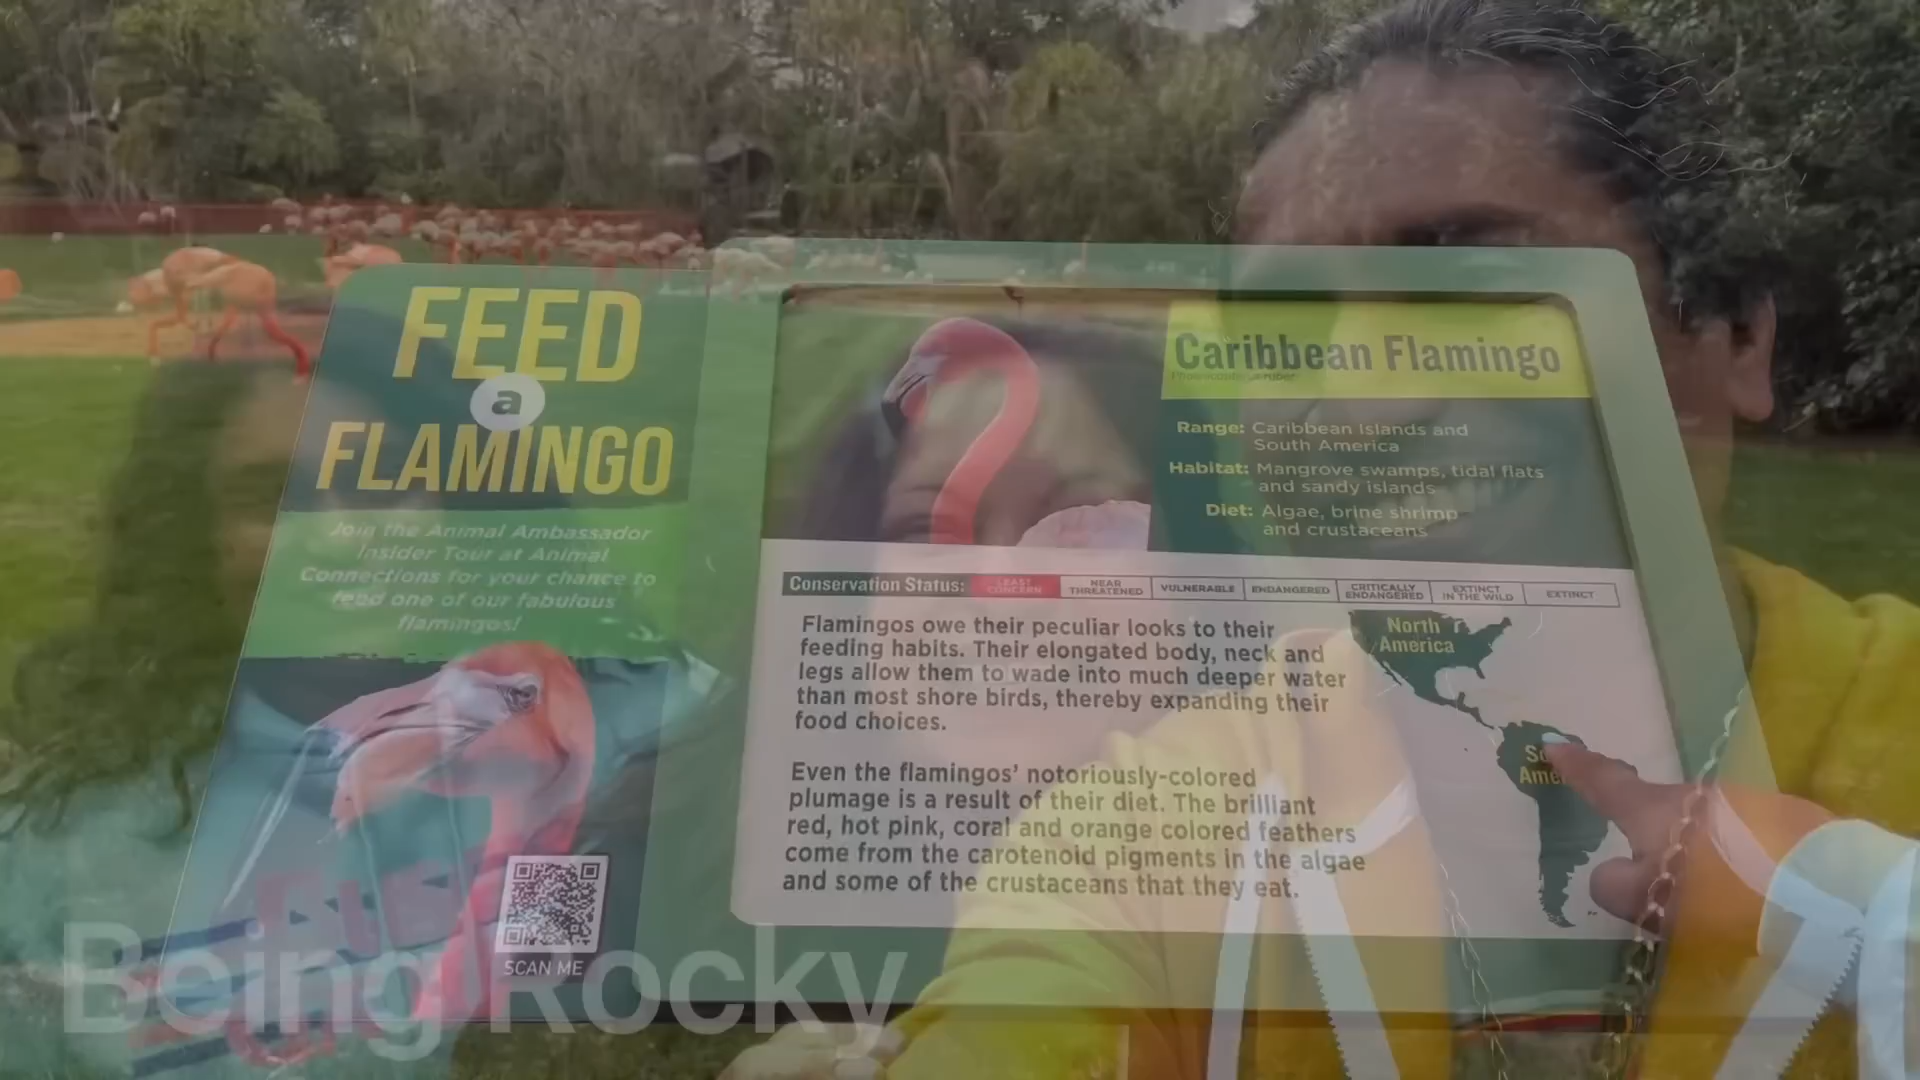 FEED
a
FLAMINGO
Join the Animal Ambassador
Insider Tour at Animal
Connections for your chance to
feed one of our fabulous
flamingos!
SCAN ME
Caribbean Flamingo
Range: Caribbean Islands and
South America
Habitat: Mangrove swamps, tidal flats
and sandy islands
Diet: Algae, brine shrimp
and crustaceans
Conservation Status:
LEAST
CONCERN
NEAR
THREATENED
VULNERABLE
ENDANGERED
CRITICALLY
ENDANGERED
EXTINCT
IN THE WILD
EXTINCT
Flamingos owe their peculiar looks to their
feeding habits. Their elongated body, neck and
legs allow them to wade into much deeper water
than most shore birds, thereby expanding their
food choices.
Even the flamingos' notoriously-colored
plumage is a result of their diet. The brilliant
red, hot pink, coral and orange colored feathers
come from the carotenoid pigments in the algae
and some of the crustaceans that they eat.
North
America
Being Rocky